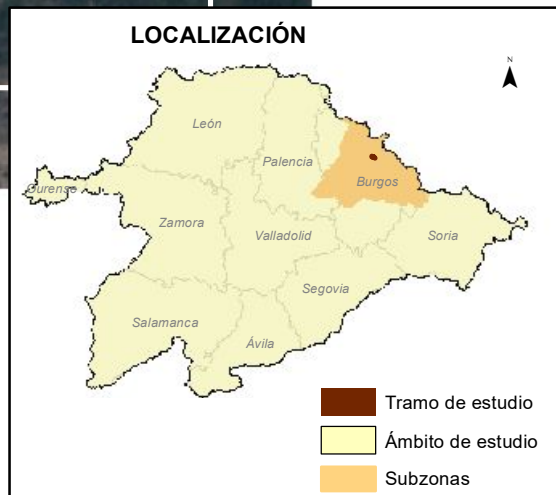 LOCALIZACIÓN
N
León
Palencia
Burgos
Ourense
Zamora
Valladolid
Soria
Segovia
Salamanca
Ávila
Tramo de estudio
Ámbito de estudio
Subzonas